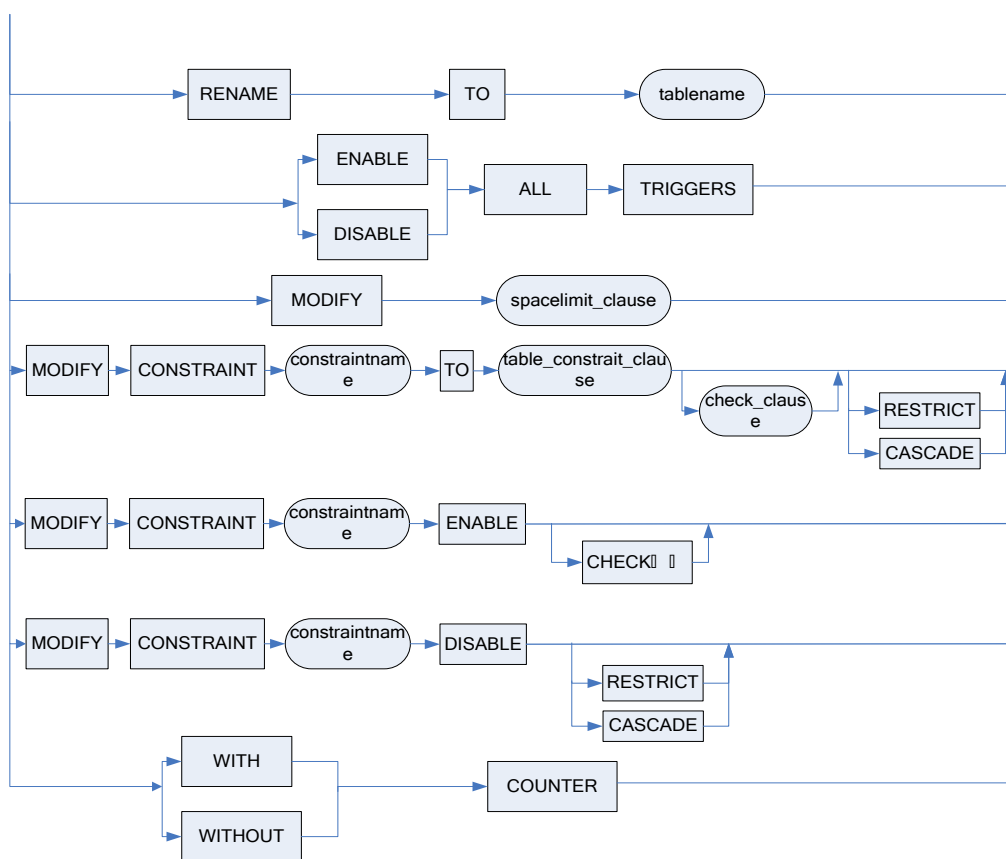 RENAME TO tablename
ENABLE
ALL TRIGGERS
DISABLE
MODIFY spacelimit_clause
MODIFY CONSTRAINT constraintnam
e TO table_constrait_clau
se
check_claus
e
RESTRICT
CASCADE
MODIFY CONSTRAINT constraintnam
e ENABLE
CHECK
MODIFY CONSTRAINT constraintnam
e DISABLE
RESTRICT
CASCADE
WITH
COUNTER
WITHOUT